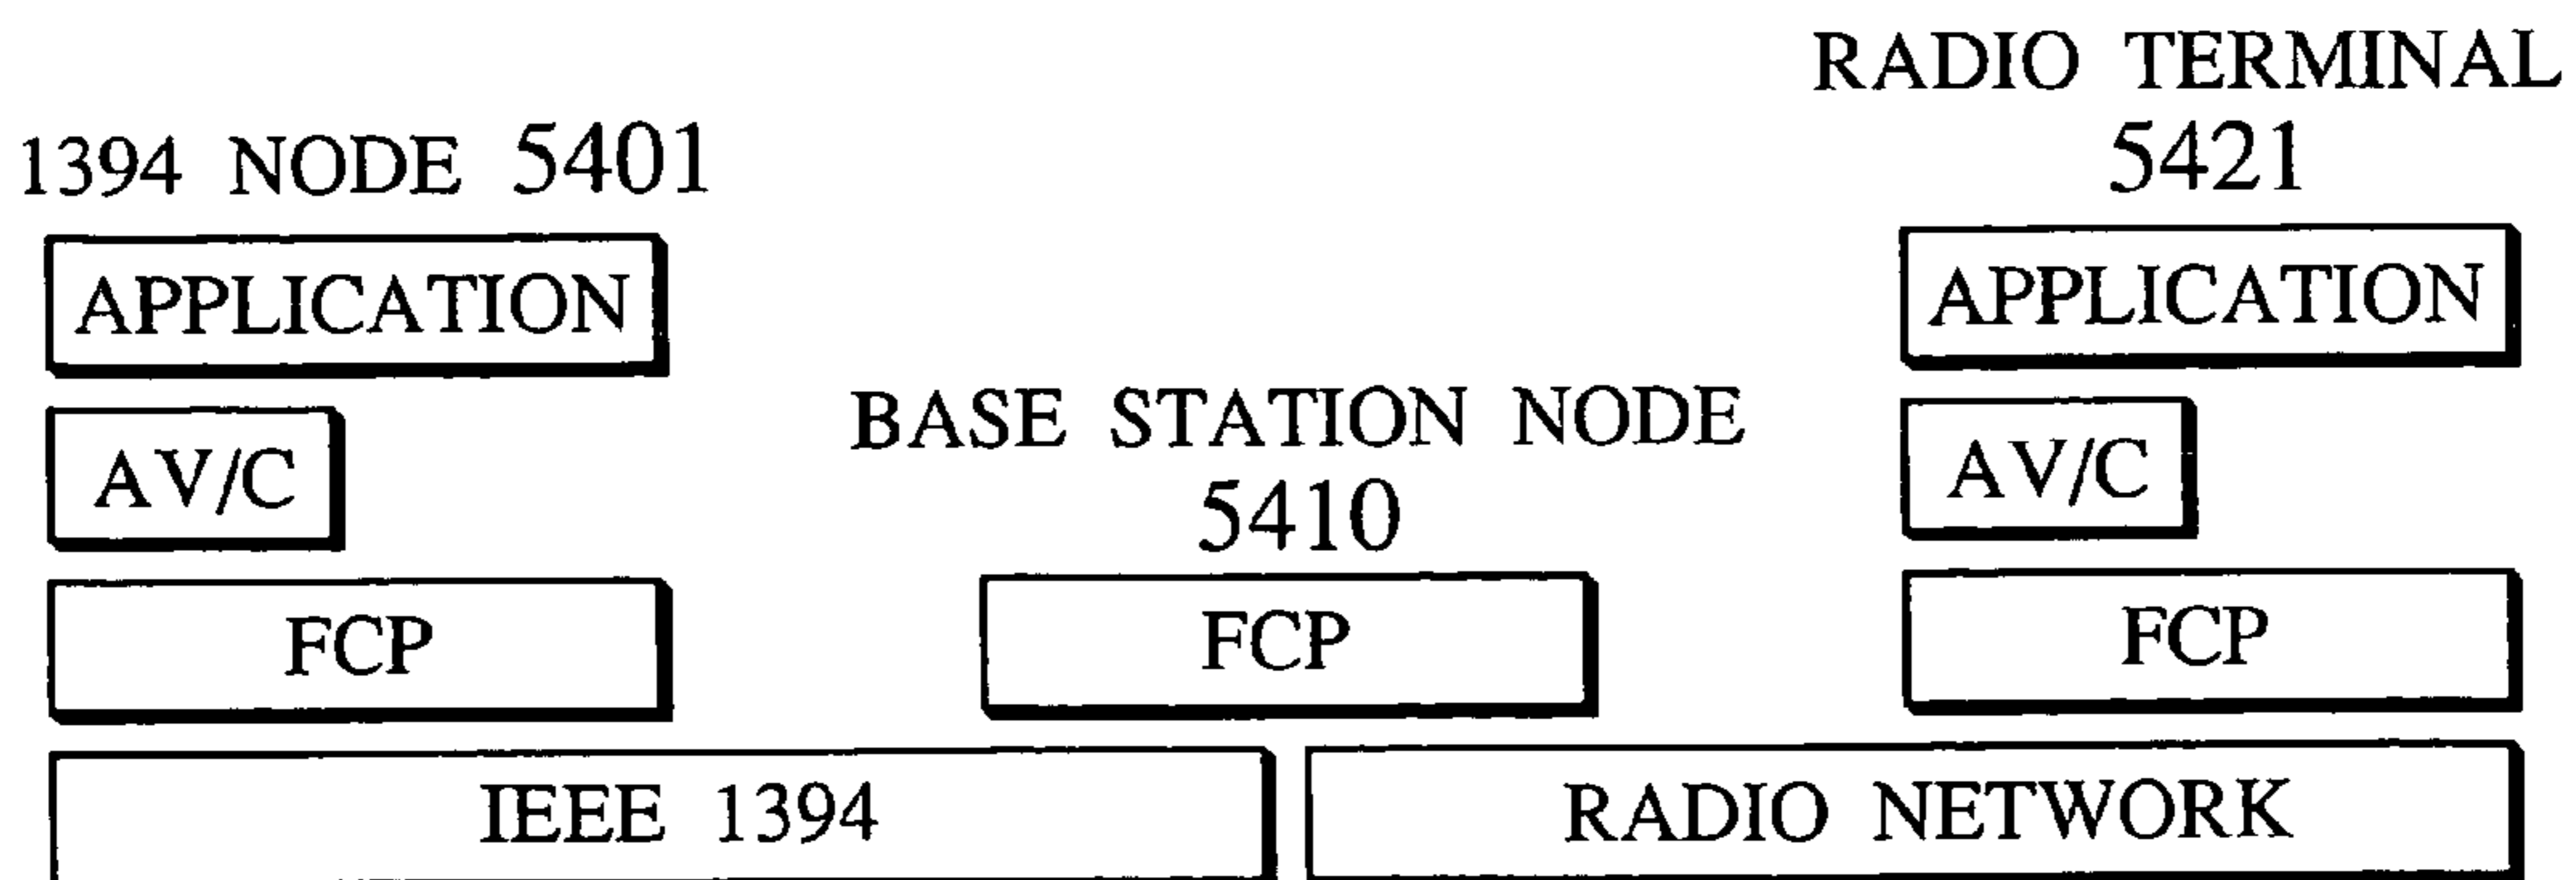 RADIO TERMINAL
5421
1394 NODE 5401
APPLICATION
APPLICATION
BASE STATION NODE
5410
AV/C
AV/C
FCP
FCP
FCP
IEEE 1394
RADIO NETWORK